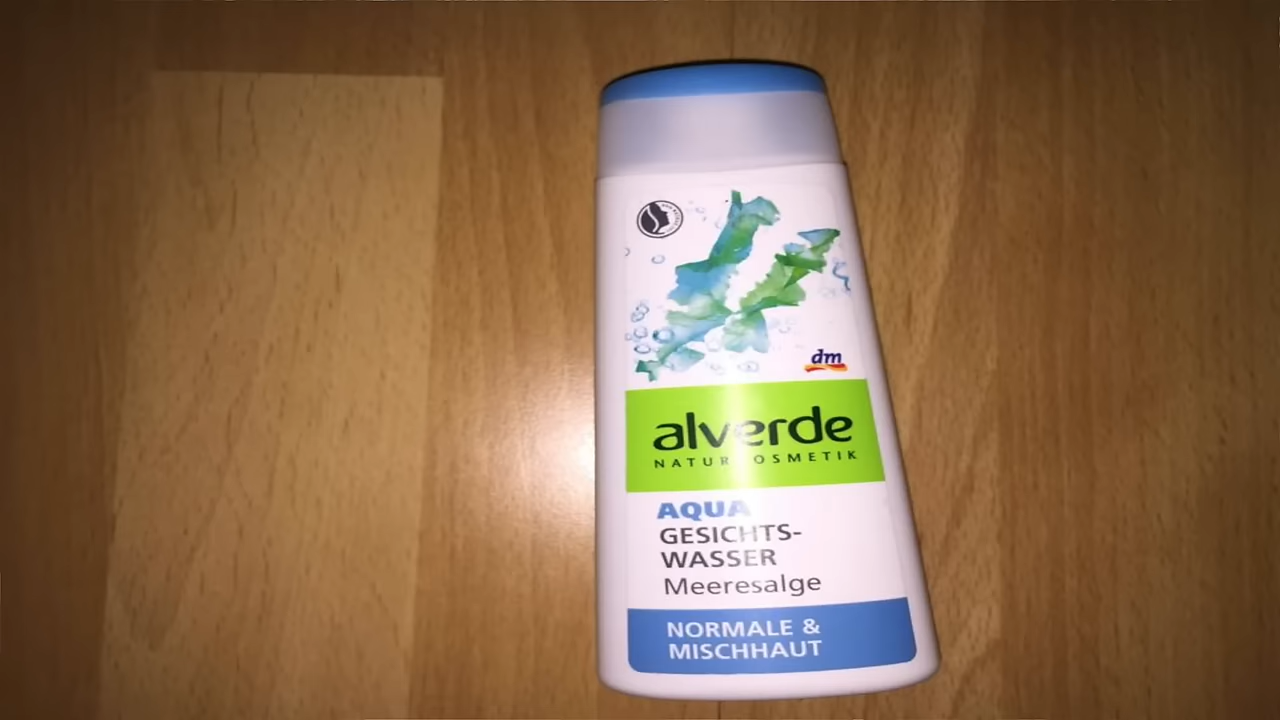 dm
alverde
NATURKOSMETIK
AQUA
GESICHTS-
WASSER
Meeresalge
NORMALE &
MISCHHAUT